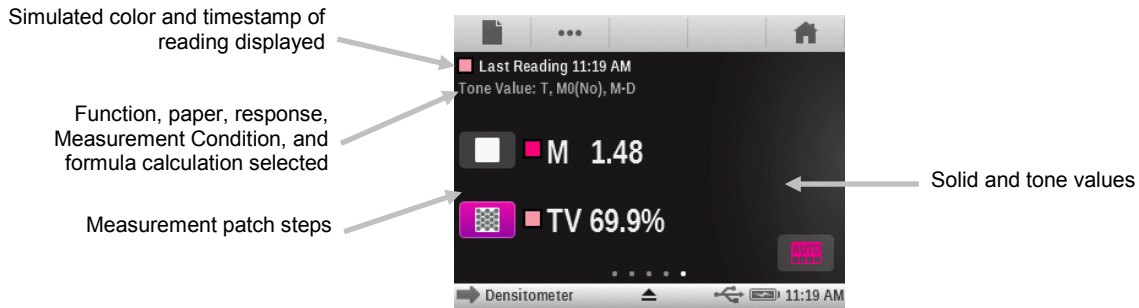 Simulated color and timestamp of
reading displayed
Function, paper, response,
Measurement Condition, and
formula calculation selected
Measurement patch steps
Last Reading 11:19 AM
Tone Value: T, M0(No), M-D
M 1.48
TV 69.9%
AUTO
Densitometer
11:19 AM
Solid and tone values